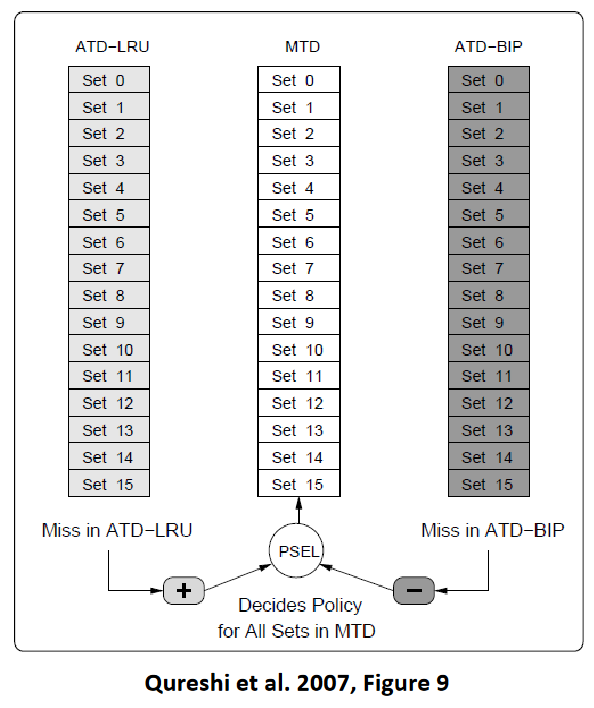 ATD-LRU MTD ATD-BIP
Set 0 Set 0 Set 0
Set 1 Set 1 Set 1
Set 2 Set 2 Set 2
Set 3 Set 3 Set 3
Set 4 Set 4 Set 4
Set 5 Set 5 Set 5
Set 6 Set 6 Set 6
Set 7 Set 7 Set 7
Set 8 Set 8 Set 8
Set 9 Set 9 Set 9
Set 10 Set 10 Set 10
Set 11 Set 11 Set 11
Set 12 Set 12 Set 12
Set 13 Set 13 Set 13
Set 14 Set 14 Set 14
Set 15 Set 15 Set 15
Miss in ATD-LRU Miss in ATD-BIP
PSEL
+ −
Decides Policy
for All Sets in MTD
Qureshi et al. 2007, Figure 9